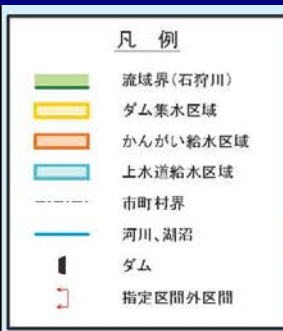 凡 例
流域界(石狩川)
ダム集水区域
かんがい給水区域
上水道給水区域
市町村界
河川、湖沼
ダム
指定区間外区間